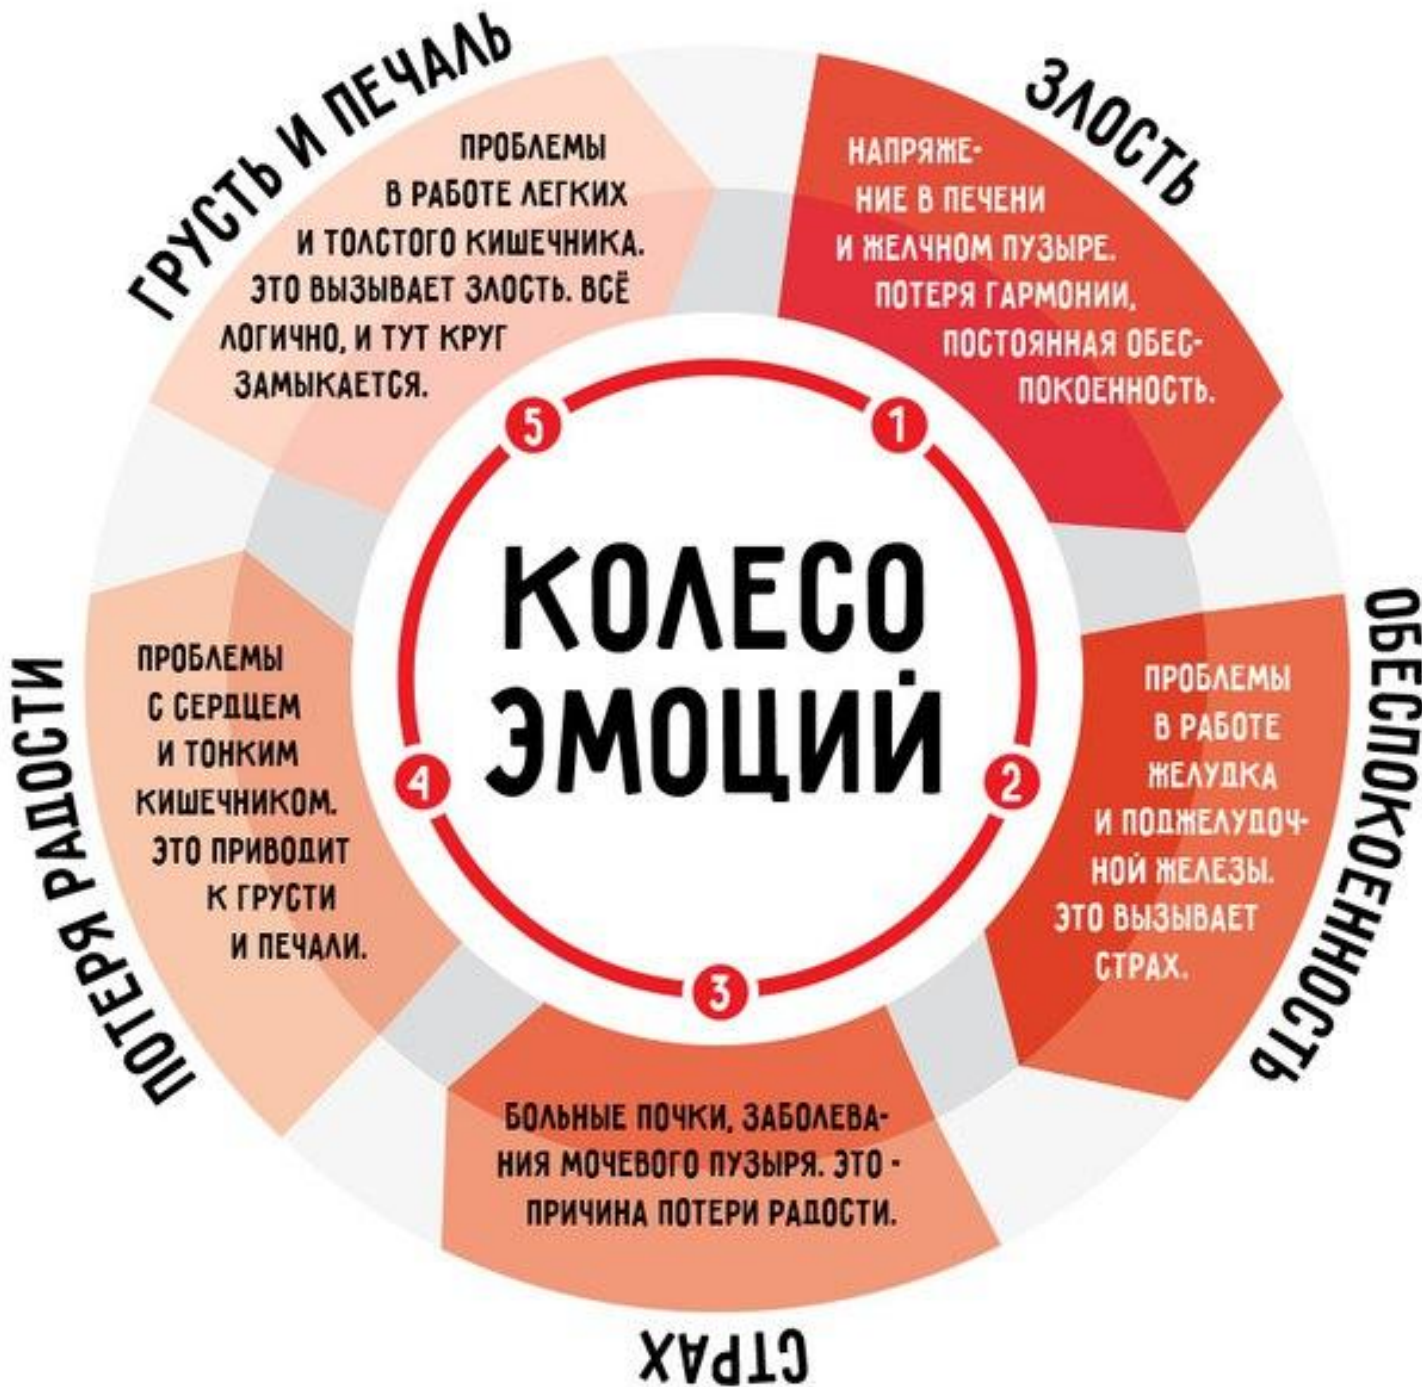 КОЛЕСО
ЭМОЦИЙ
ЗЛОСТЬ
1
НАПРЯЖЕ-
НИЕ В ПЕЧЕНИ
И ЖЕЛЧНОМ ПУЗЫРЕ.
ПОТЕРЯ ГАРМОНИИ,
ПОСТОЯННАЯ ОБЕС-
ПОКОЕННОСТЬ.
ОБЕСПОКОЕННОСТЬ
2
ПРОБЛЕМЫ
В РАБОТЕ
ЖЕЛУДКА
И ПОДЖЕЛУДОЧ-
НОЙ ЖЕЛЕЗЫ.
ЭТО ВЫЗЫВАЕТ
СТРАХ.
СТРАХ
3
БОЛЬНЫЕ ПОЧКИ, ЗАБОЛЕВА-
НИЯ МОЧЕВОГО ПУЗЫРЯ. ЭТО -
ПРИЧИНА ПОТЕРИ РАДОСТИ.
ПОТЕРЯ РАДОСТИ
4
ПРОБЛЕМЫ
С СЕРДЦЕМ
И ТОНКИМ
КИШЕЧНИКОМ.
ЭТО ПРИВОДИТ
К ГРУСТИ
И ПЕЧАЛИ.
ГРУСТЬ И ПЕЧАЛЬ
5
ПРОБЛЕМЫ
В РАБОТЕ ЛЕГКИХ
И ТОЛСТОГО КИШЕЧНИКА.
ЭТО ВЫЗЫВАЕТ ЗЛОСТЬ. ВСЁ
ЛОГИЧНО, И ТУТ КРУГ
ЗАМЫКАЕТСЯ.